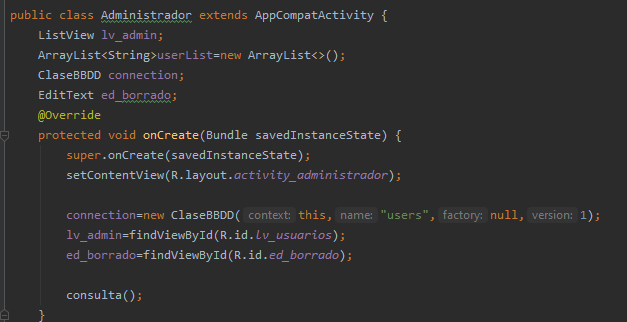 public class Administrador extends AppCompatActivity {
ListView lv_admin;
ArrayList<String>userList=new ArrayList<>();
ClaseBBDD connection;
EditText ed_borrado;
@Override
protected void onCreate(Bundle savedInstanceState) {
super.onCreate(savedInstanceState);
setContentView(R.layout.activity_administrador);
connection=new ClaseBBDD( context: this, name: "users", factory: null, version: 1);
lv_admin=findViewById(R.id.lv_usuarios);
ed_borrado=findViewById(R.id.ed_borrado);
consulta();
}